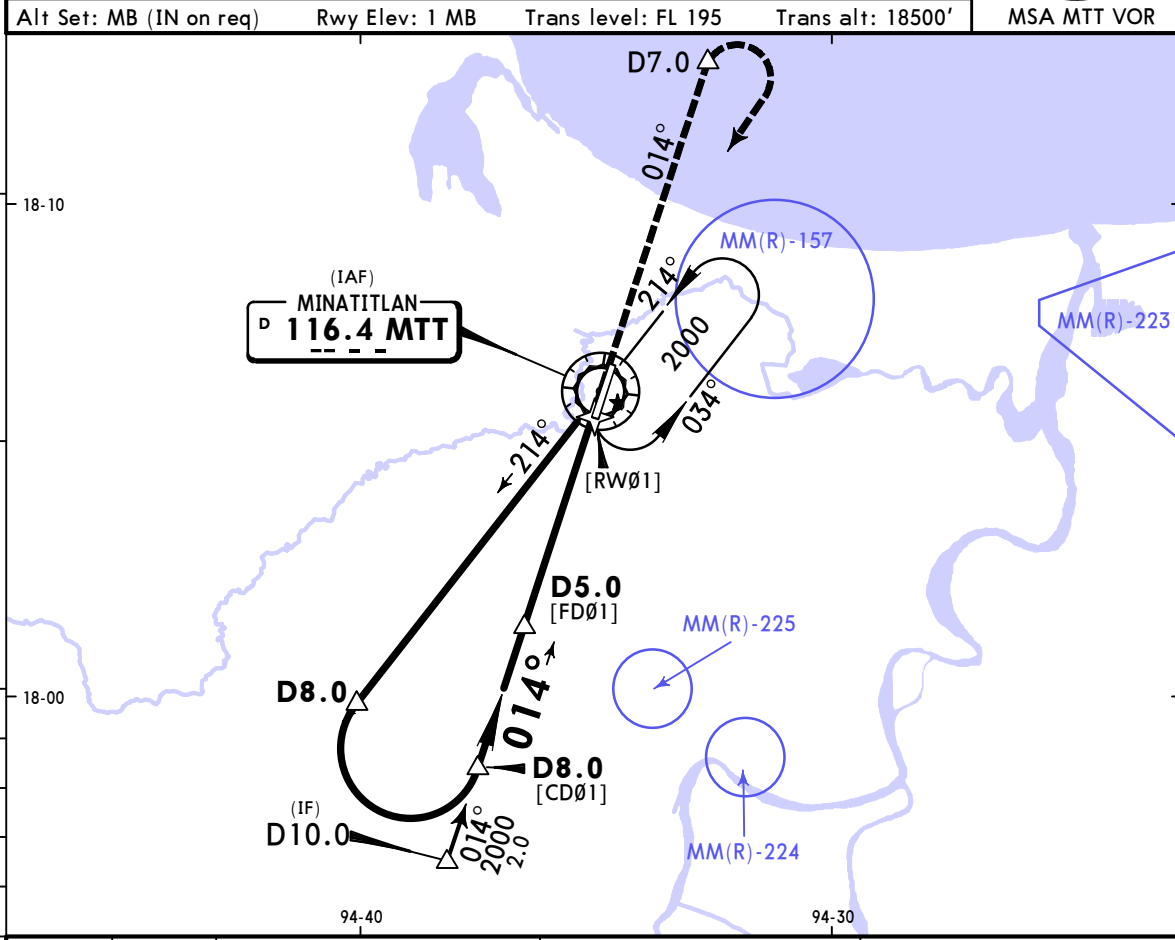 Alt Set: MB (IN on req) Rwy Elev: 1 MB Trans level: FL 195 Trans alt: 18500' MSA MTT VOR
D7.0
014°
18-10
MM(R)-157
(IAF)
MINATITLAN
D 116.4 MTT
214°
2000
034°
MM(R)-223
214°
[RWØ1]
D5.0
[FDØ1]
MM(R)-225
D8.0
18-00
014°
D8.0
[CDØ1]
(IF)
D10.0
014°
2000
2.0
MM(R)-224
94-40
94-30